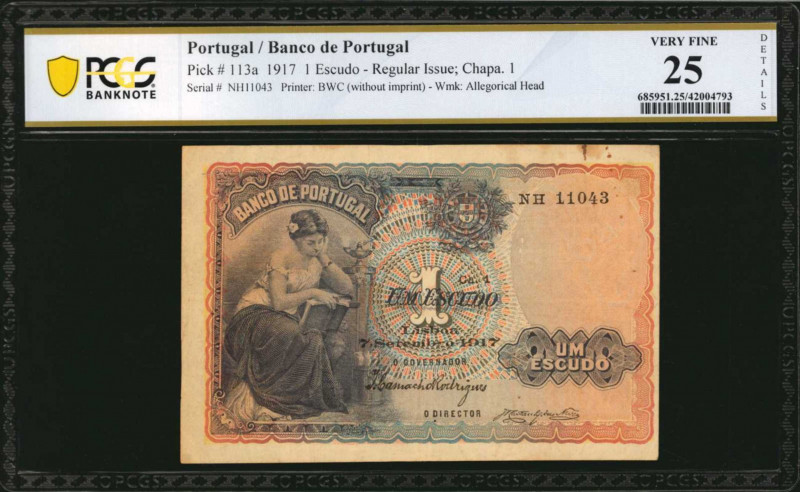 PCGS
BANKNOTE
Portugal / Banco de Portugal
Pick # 113a 1917 1 Escudo - Regular Issue; Chapa. 1
Serial # NH11043 Printer: BWC (without imprint) - Wmk: Allegorical Head
VERY FINE
25
685951.25/42004793
DETAILS
BANCO DE PORTUGAL
NH 11043
Ch. 1
1
UM ESCUDO
Lisboa
7, Setembro 1917
O GOVERNADOR
UM
ESCUDO
O DIRECTOR